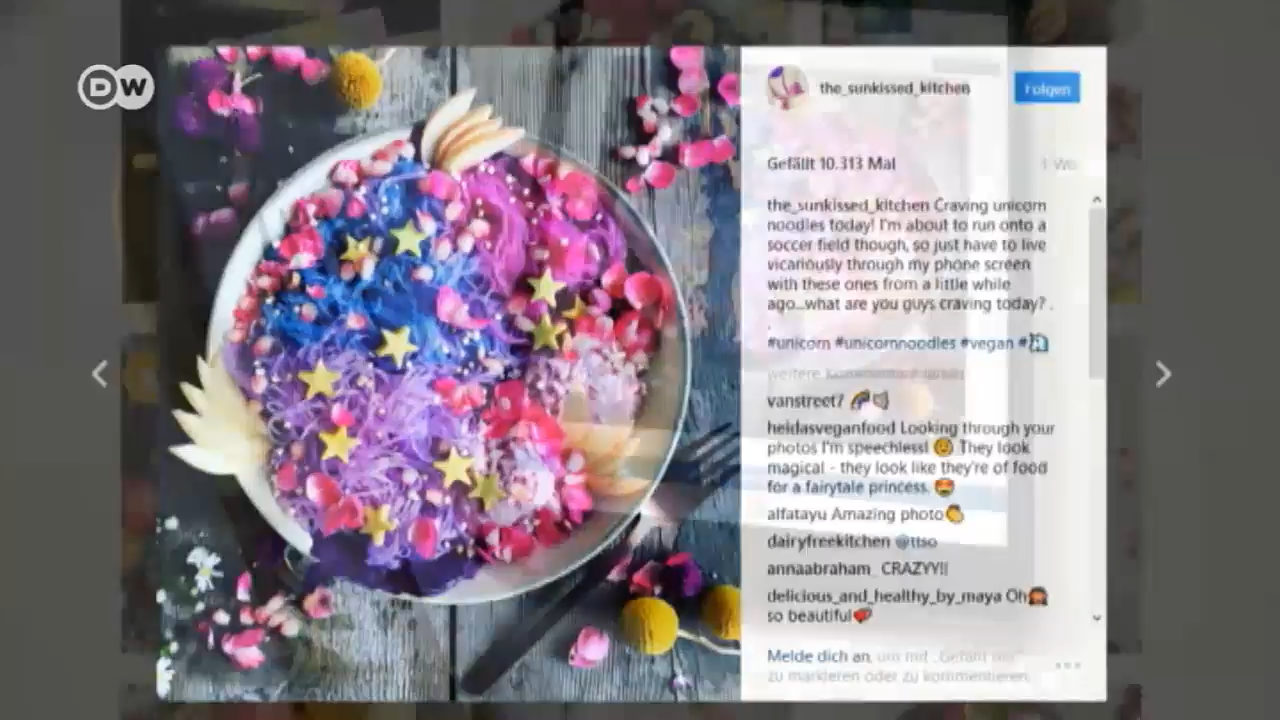 DW
the_sunkissed_kitchen
Folgen
Gefällt 10.313 Mal
1 Wo
the_sunkissed_kitchen Craving unicorn
noodles today! I'm about to run onto a
soccer field though, so just have to live
vicariously through my phone screen
with these ones from a little while
ago...what are you guys craving today? .
.
#unicorn #unicornnoodles #vegan #
weitere
vanstreet7
heidasveganfood Looking through your
photos I'm speechless! They look
magical - they look like they're of food
for a fairytale princess.
alfatayu Amazing photo
dairyfreekitchen @ttso
annaabraham_ CRAZYY!!
delicious_and_healthy_by_maya Oh
so beautiful
Melde dich an, um mit „Gefällt mir"
zu markieren oder zu kommentieren.